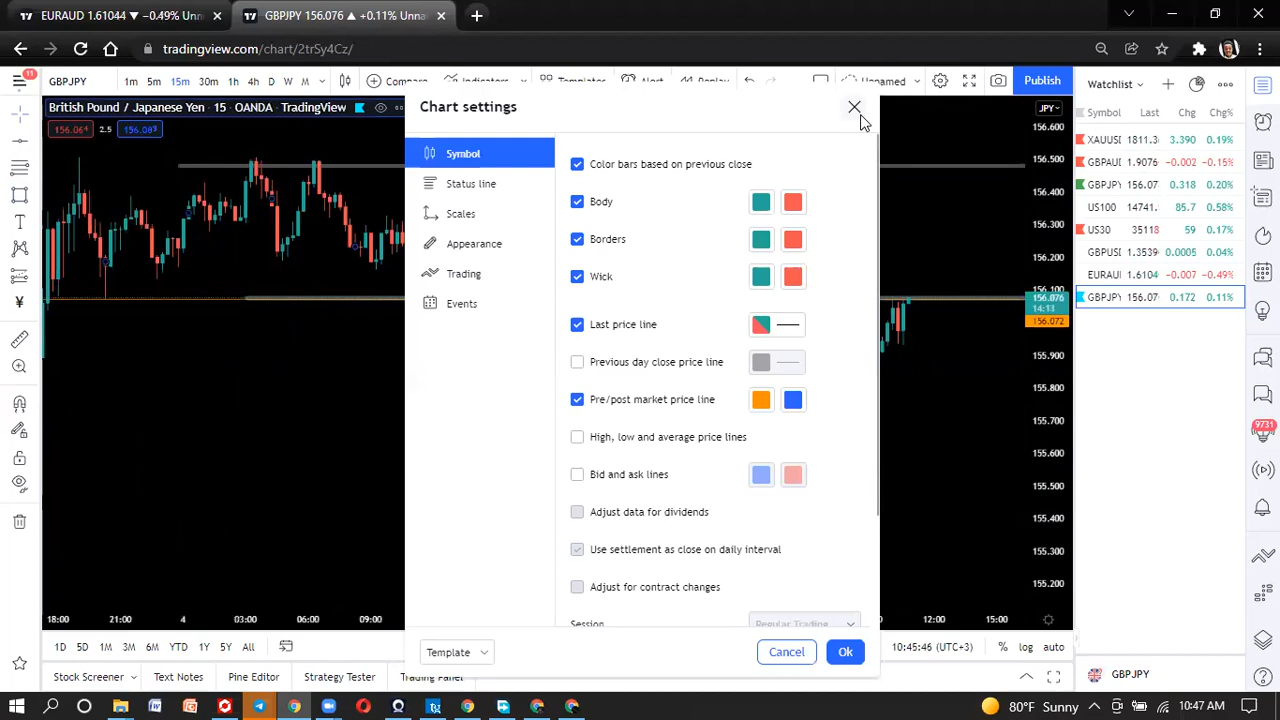 EURAUD 1.61044 ▼ −0.49% Unna
GBPJPY 156.076 ▲ +0.11% Unna
tradingview.com/chart/2trSy4Cz/
11
GBPJPY 1m 5m 15m 30m 1h 4h D W M Compare Indicators Templates Alert Replay Unnamed Publish
British Pound / Japanese Yen · 15 · OANDA · TradingView
2.5
Chart settings
Symbol
Status line
Scales
Appearance
Trading
Events
Color bars based on previous close
Body
Borders
Wick
Last price line
Previous day close price line
Pre/post market price line
High, low and average price lines
Bid and ask lines
Adjust data for dividends
Use settlement as close on daily interval
Adjust for contract changes
Session Regular Trading
Template Cancel Ok
JPY
156.600
156.500
156.400
156.300
156.200
156.100
156.076
14:13
156.072
155.900
155.800
155.700
155.600
155.500
155.400
155.300
155.200
Watchlist
Symbol Last Chg Chg%
XAUUSI 1811.3 3.390 0.19%
GBPAUI 1.9076 −0.002 −0.15%
GBPJPY 156.07 0.318 0.20%
US100 14741. 85.7 0.58%
US30 35118 59 0.17%
GBPUSI 1.3539 0.0005 0.04%
EURAUI 1.6104 −0.007 −0.49%
GBPJPY 156.07 0.172 0.11%
9731
18:00 21:00 4 03:00 06:00 09:00 12:00 15:00
1D 5D 1M 3M 6M YTD 1Y 5Y All
10:45:46 (UTC+3) % log auto
Stock Screener Text Notes Pine Editor Strategy Tester Trading Panel
GBPJPY
80°F Sunny 10:47 AM